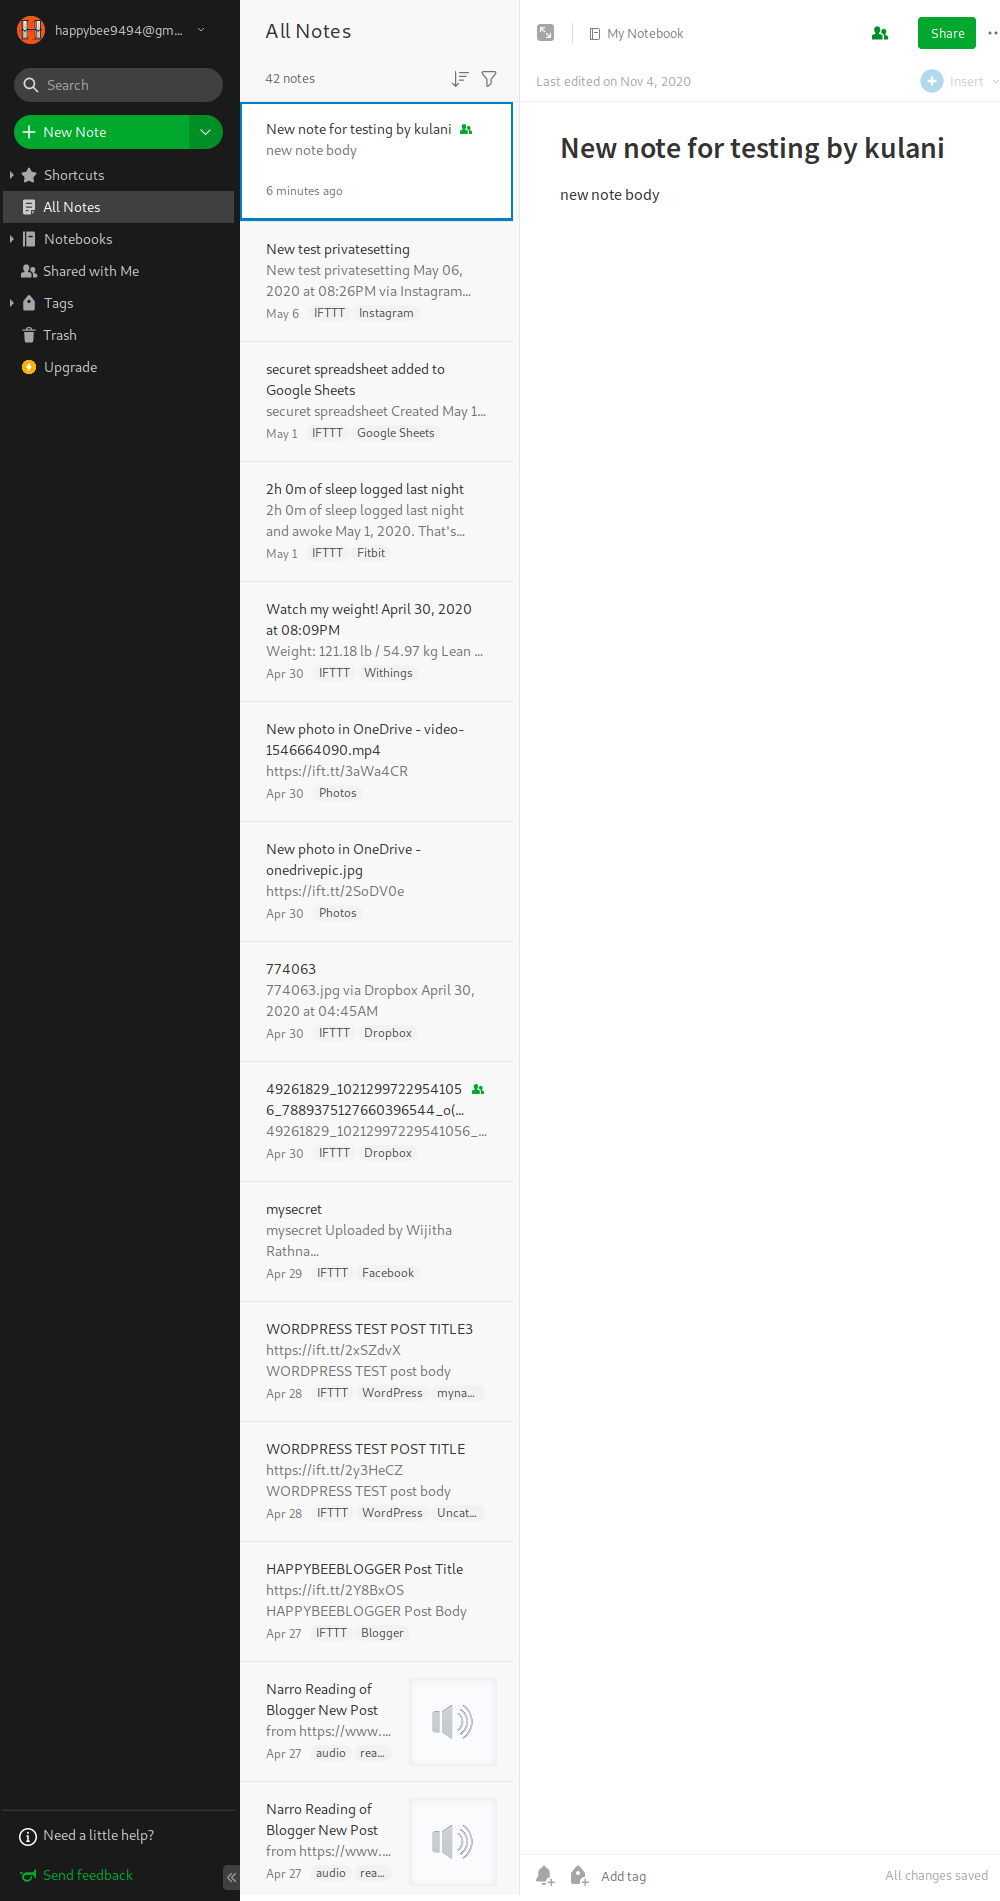 happybee9494@gm...
Search
New Note
Shortcuts
All Notes
Notebooks
Shared with Me
Tags
Trash
Upgrade
Need a little help?
Send feedback
All Notes
42 notes
New note for testing by kulani
new note body
6 minutes ago
New test privatesetting
New test privatesetting May 06,
2020 at 08:26PM via Instagram...
May 6 IFTTT Instagram
securet spreadsheet added to
Google Sheets
securet spreadsheet Created May 1...
May 1 IFTTT Google Sheets
2h 0m of sleep logged last night
2h 0m of sleep logged last night
and awoke May 1, 2020. That's...
May 1 IFTTT Fitbit
Watch my weight! April 30, 2020
at 08:09PM
Weight: 121.18 lb / 54.97 kg Lean ...
Apr 30 IFTTT Withings
New photo in OneDrive - video-
1546664090.mp4
https://ift.tt/3aWa4CR
Apr 30 Photos
New photo in OneDrive -
onedrivepic.jpg
https://ift.tt/2SoDV0e
Apr 30 Photos
774063
774063.jpg via Dropbox April 30,
2020 at 04:45AM
Apr 30 IFTTT Dropbox
49261829_1021299722954105
6_7889375127660396544_o(...
49261829_10212997229541056_...
Apr 30 IFTTT Dropbox
mysecret
mysecret Uploaded by Wijitha
Rathna...
Apr 29 IFTTT Facebook
WORDPRESS TEST POST TITLE3
https://ift.tt/2xSZdvX
WORDPRESS TEST post body
Apr 28 IFTTT WordPress myna...
WORDPRESS TEST POST TITLE
https://ift.tt/2y3HeCZ
WORDPRESS TEST post body
Apr 28 IFTTT WordPress Uncat...
HAPPYBEEBLOGGER Post Title
https://ift.tt/2Y8BxOS
HAPPYBEEBLOGGER Post Body
Apr 27 IFTTT Blogger
Narro Reading of
Blogger New Post
from https://www....
Apr 27 audio rea...
Narro Reading of
Blogger New Post
from https://www....
Apr 27 audio rea...
My Notebook
Share
Last edited on Nov 4, 2020
Insert
New note for testing by kulani
new note body
Add tag
All changes saved